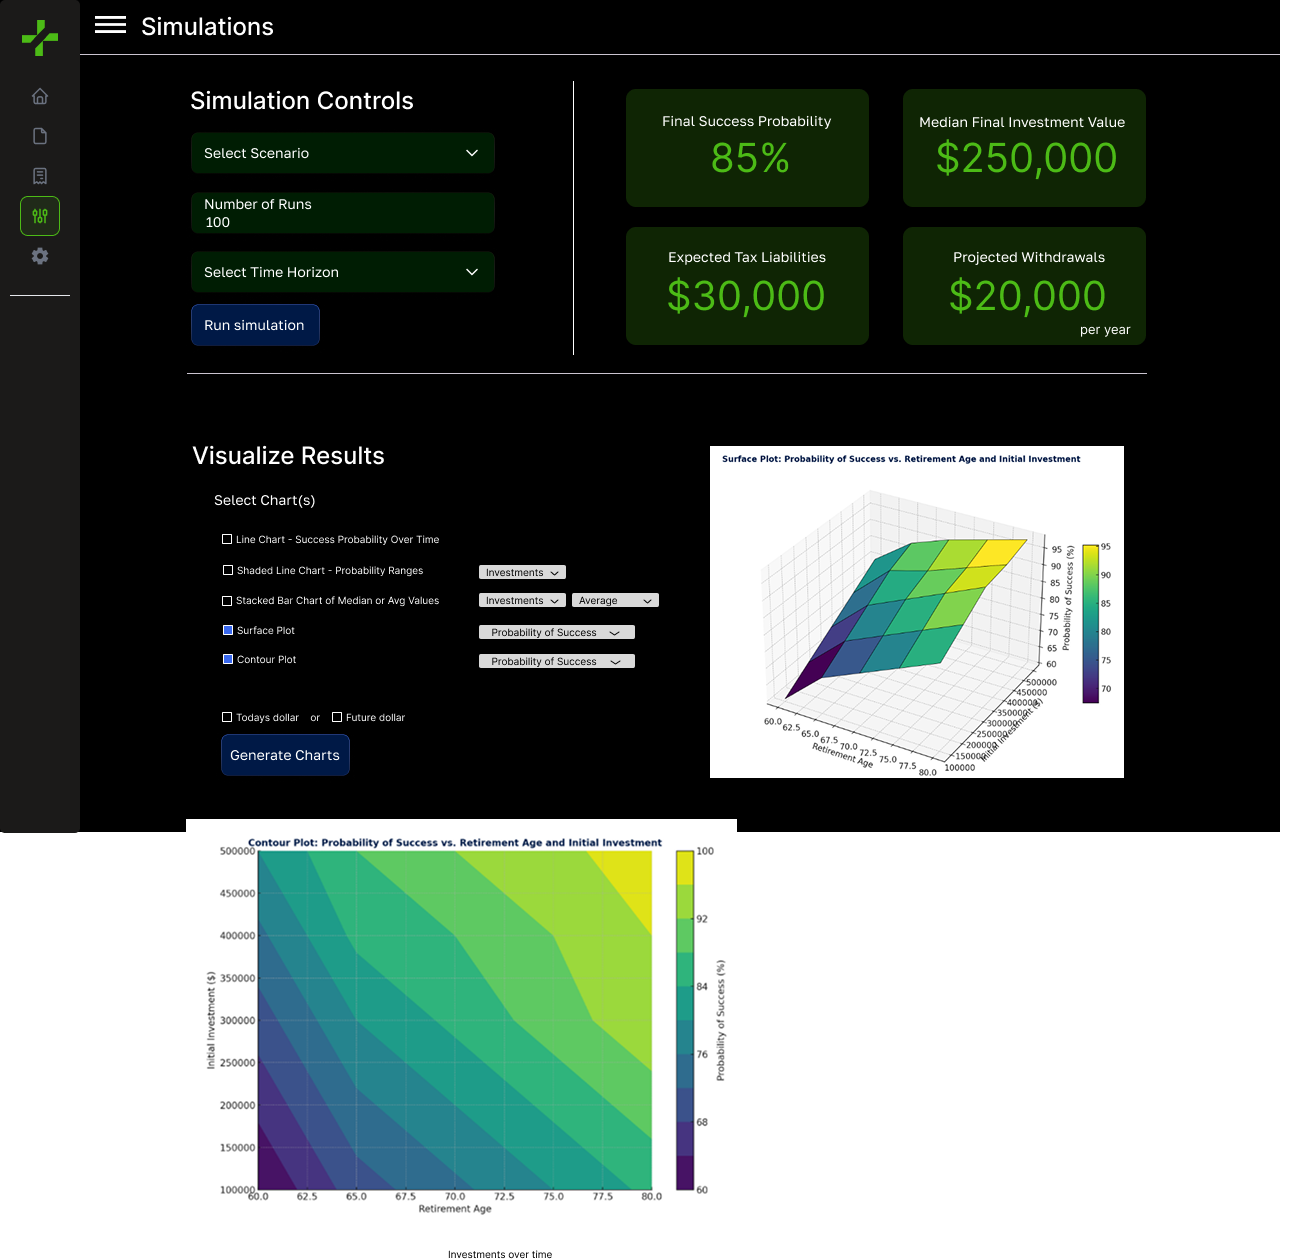 Simulations
Simulation Controls
Select Scenario
Number of Runs
100
Select Time Horizon
Run simulation
Final Success Probability
85%
Median Final Investment Value
$250,000
Expected Tax Liabilities
$30,000
Projected Withdrawals
$20,000
per year
Visualize Results
Select Chart(s)
Line Chart - Success Probability Over Time
Shaded Line Chart - Probability Ranges
Investments
Stacked Bar Chart of Median or Avg Values
Investments
Average
Surface Plot
Probability of Success
Contour Plot
Probability of Success
Todays dollar or Future dollar
Generate Charts
Surface Plot: Probability of Success vs. Retirement Age and Initial Investment
95
90
85
80
75
70
65
60
Probability of Success (%)
95
90
85
80
75
70
500000
450000
400000
350000
300000
250000
200000
150000
100000
Initial Investment ($)
60.0
62.5
65.0
67.5
70.0
72.5
75.0
77.5
80.0
Retirement Age
Contour Plot: Probability of Success vs. Retirement Age and Initial Investment
500000
450000
400000
350000
300000
250000
200000
150000
100000
Initial Investment ($)
60.0 62.5 65.0 67.5 70.0 72.5 75.0 77.5 80.0
Retirement Age
100
92
84
76
68
60
Probability of Success (%)
Investments over time